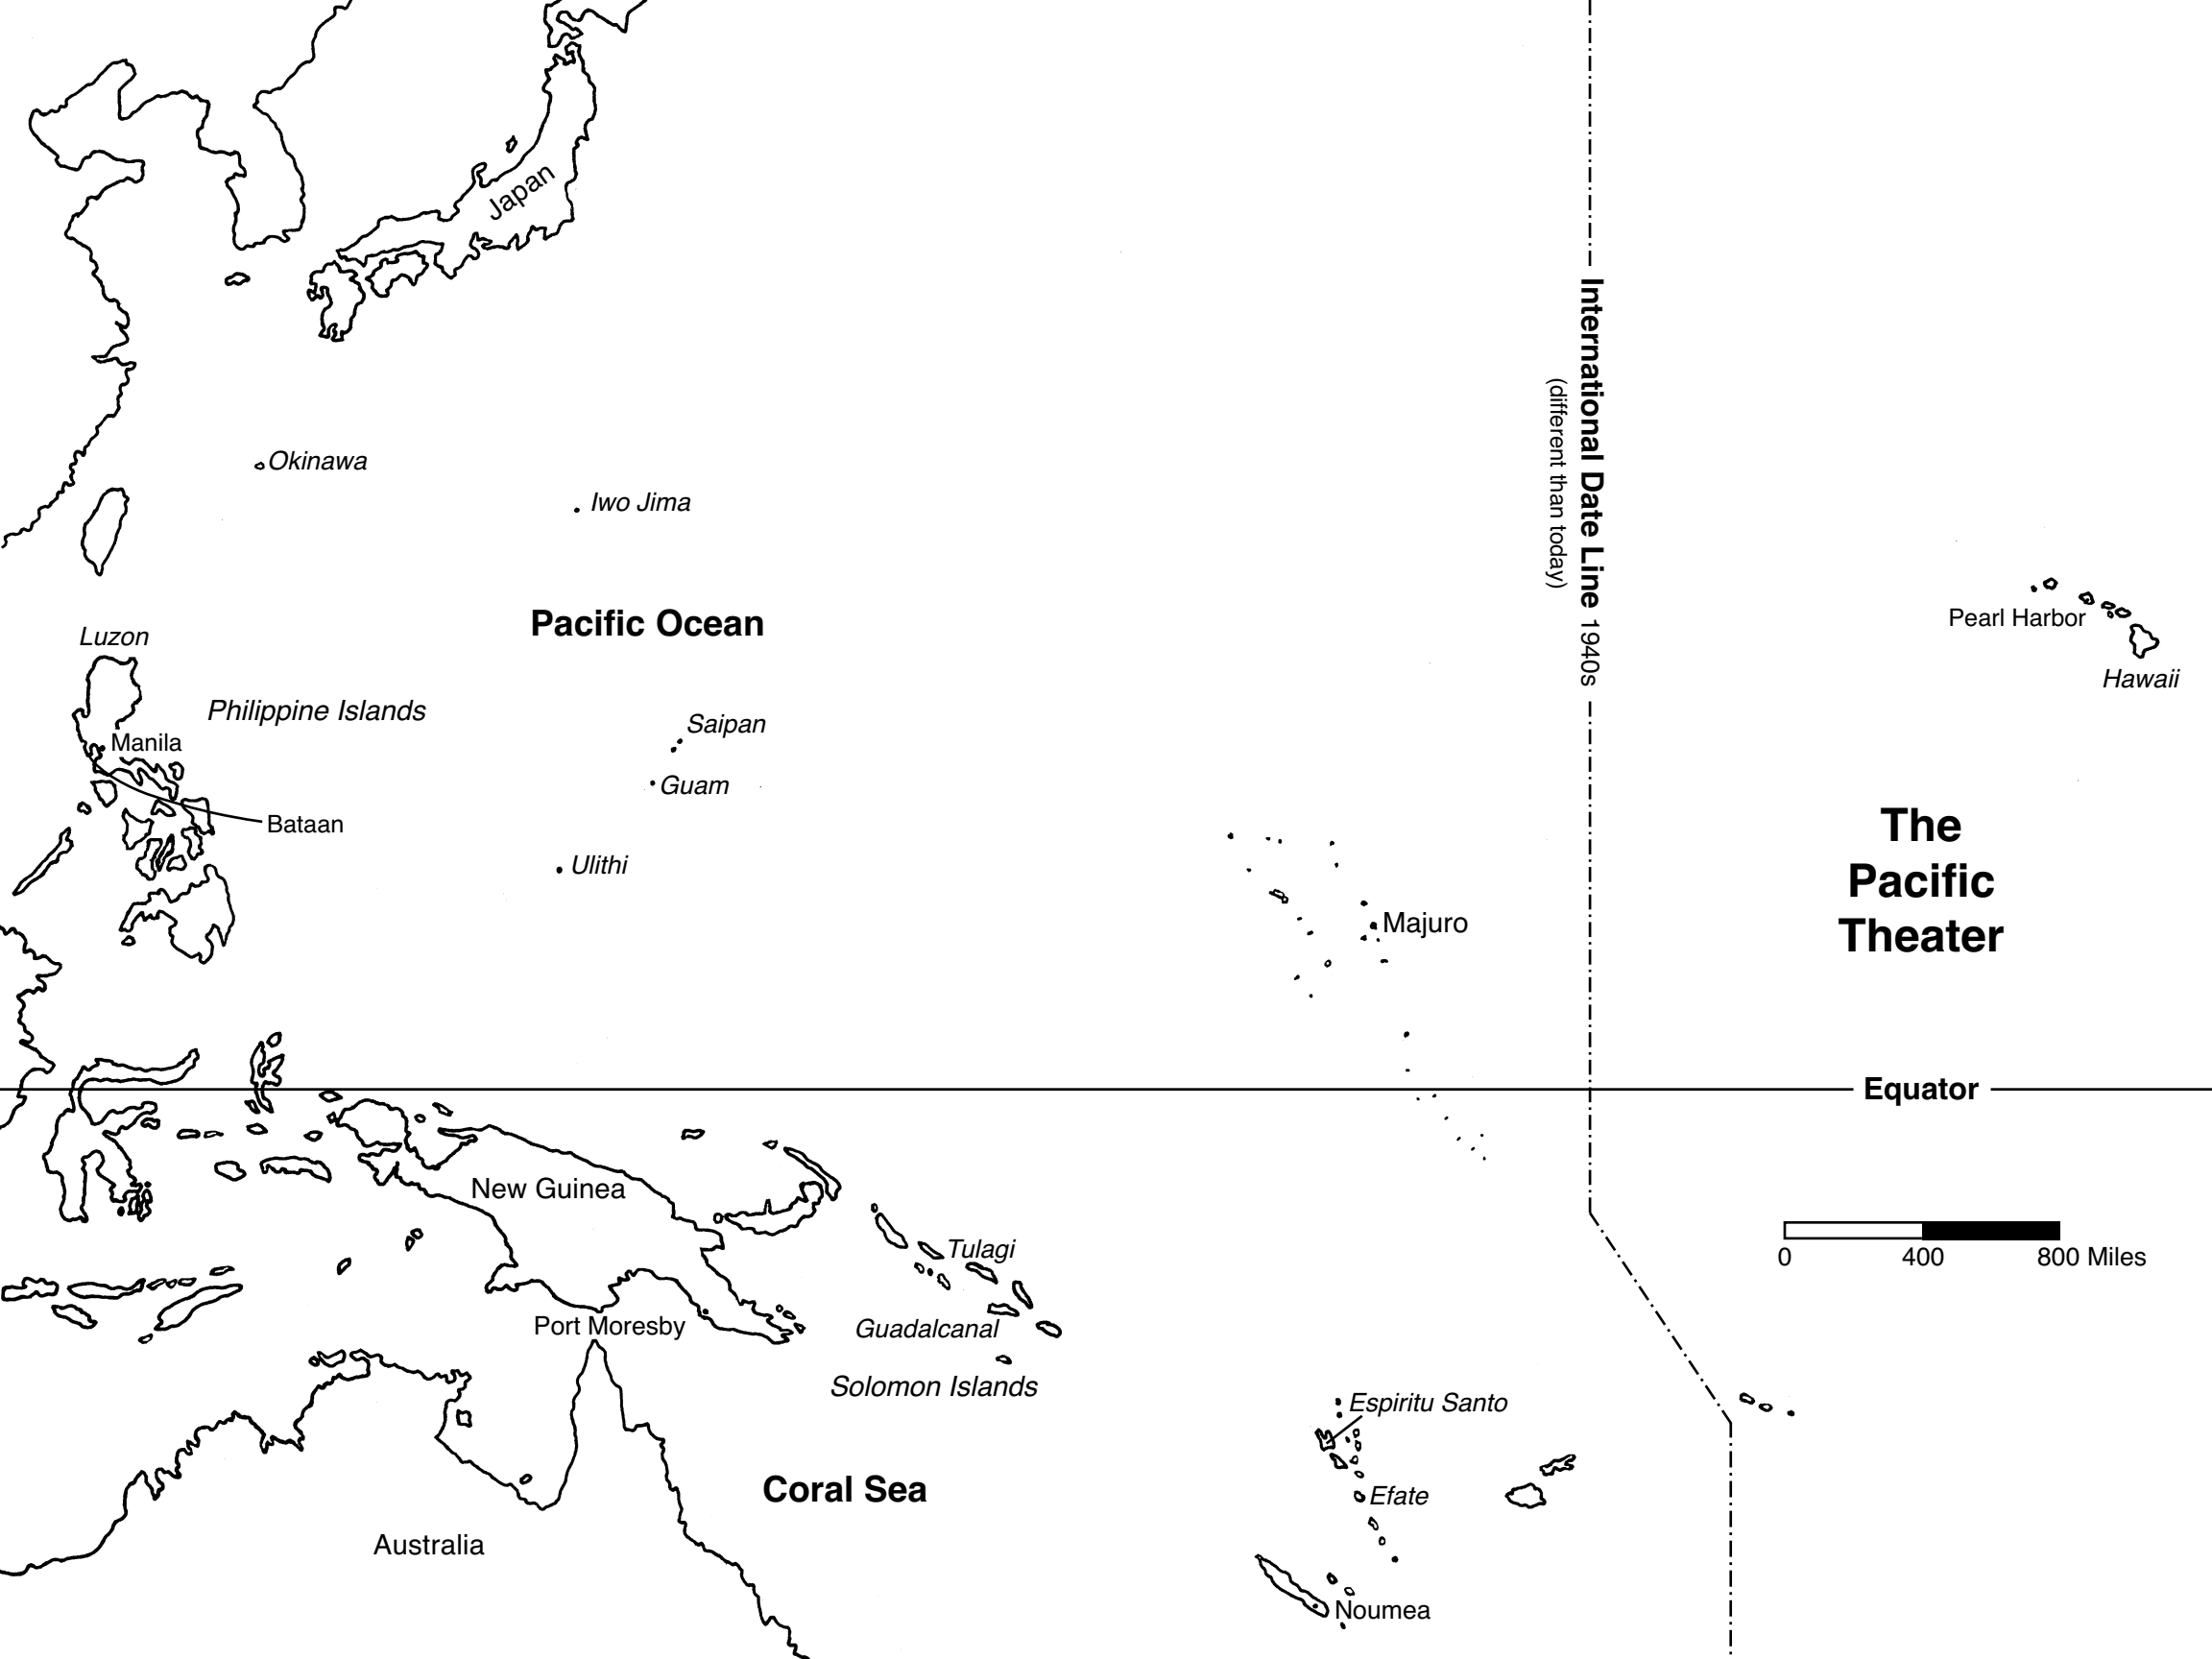 Japan
International Date Line 1940s
(different than today)
Okinawa
Iwo Jima
Pacific Ocean
Pearl Harbor
Hawaii
Luzon
Philippine Islands
Saipan
Manila
Guam
Bataan
Ulithi
The
Pacific
Theater
Majuro
Equator
New Guinea
Tulagi
0 400 800 Miles
Port Moresby
Guadalcanal
Solomon Islands
Espiritu Santo
Coral Sea
Efate
Australia
Noumea